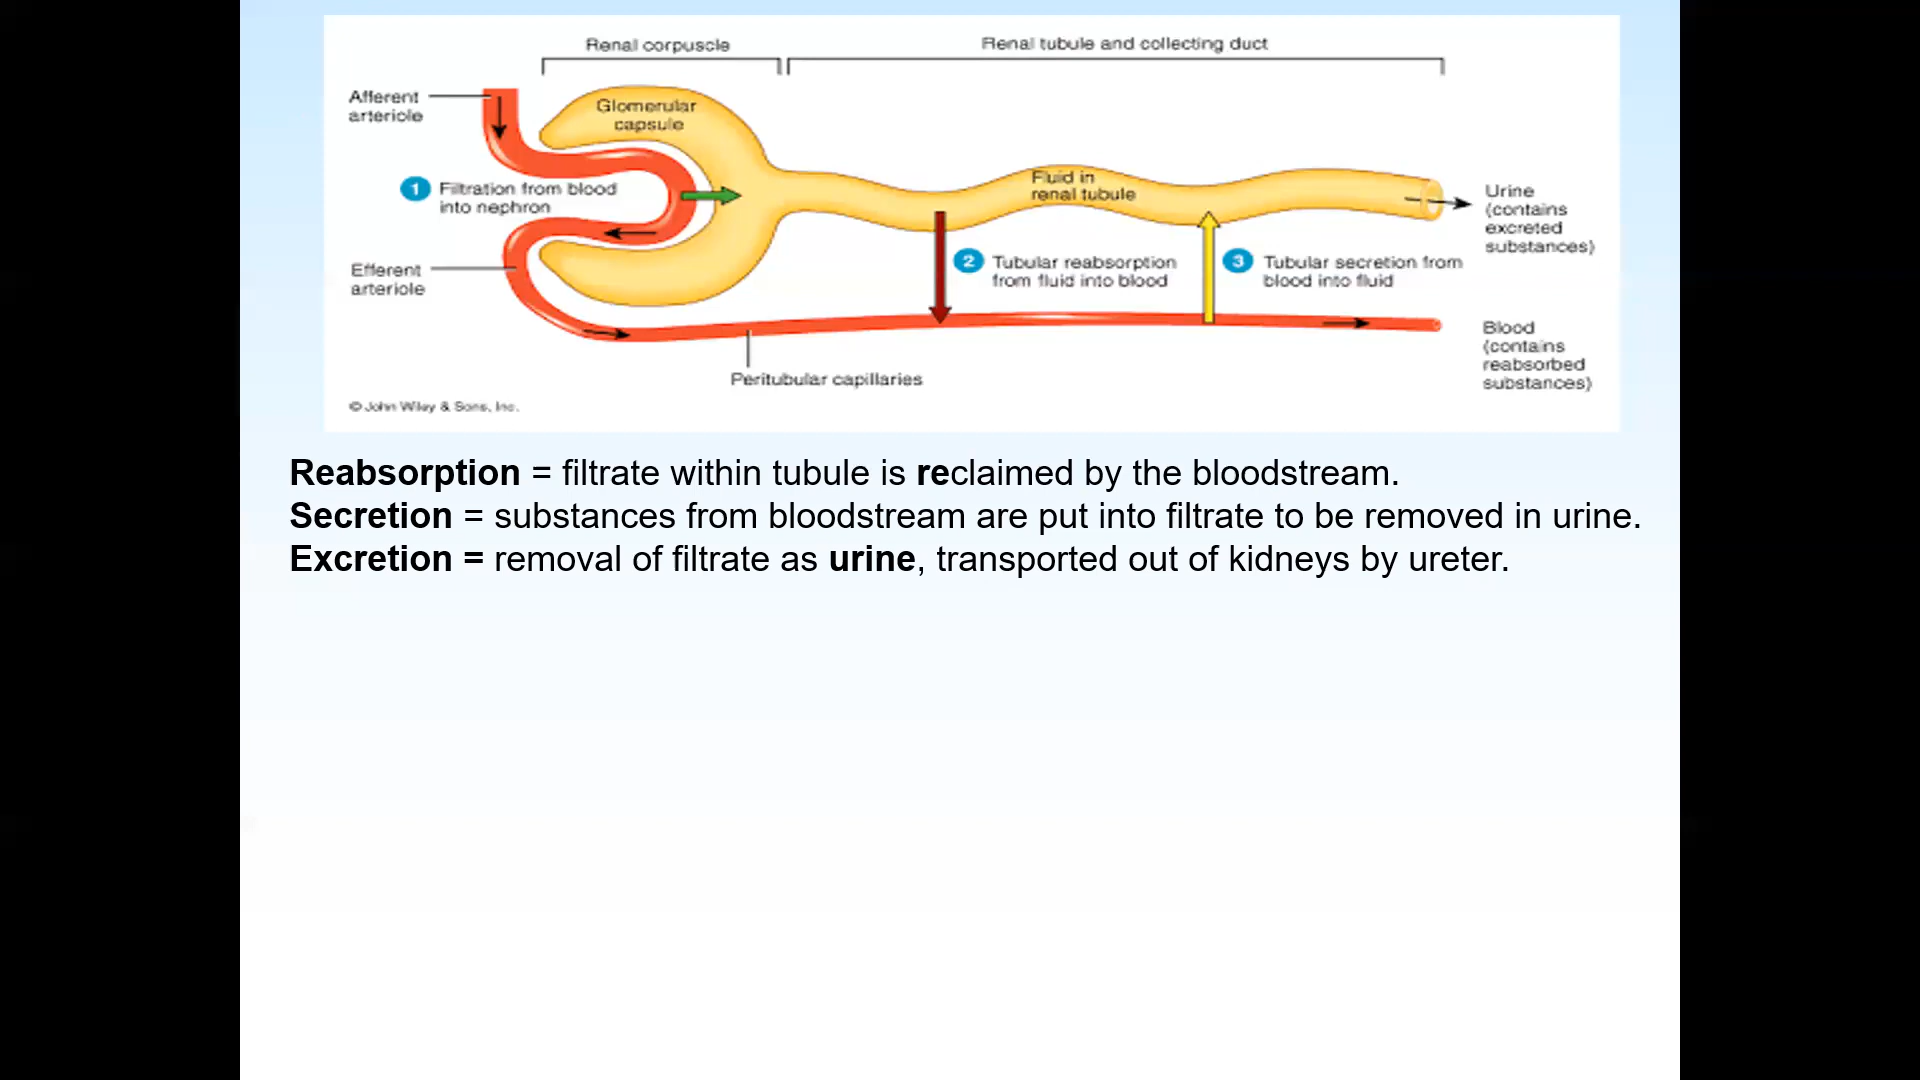 Renal corpuscle
Renal tubule and collecting duct
Afferent
arteriole
Glomerular
capsule
1 Filtration from blood
into nephron
Fluid in
renal tubule
Urine
(contains
excreted
substances)
Efferent
arteriole
2 Tubular reabsorption
from fluid into blood
3 Tubular secretion from
blood into fluid
Blood
(contains
reabsorbed
substances)
Peritubular capillaries
© John Wiley & Sons, Inc.
Reabsorption = filtrate within tubule is reclaimed by the bloodstream.
Secretion = substances from bloodstream are put into filtrate to be removed in urine.
Excretion = removal of filtrate as urine, transported out of kidneys by ureter.